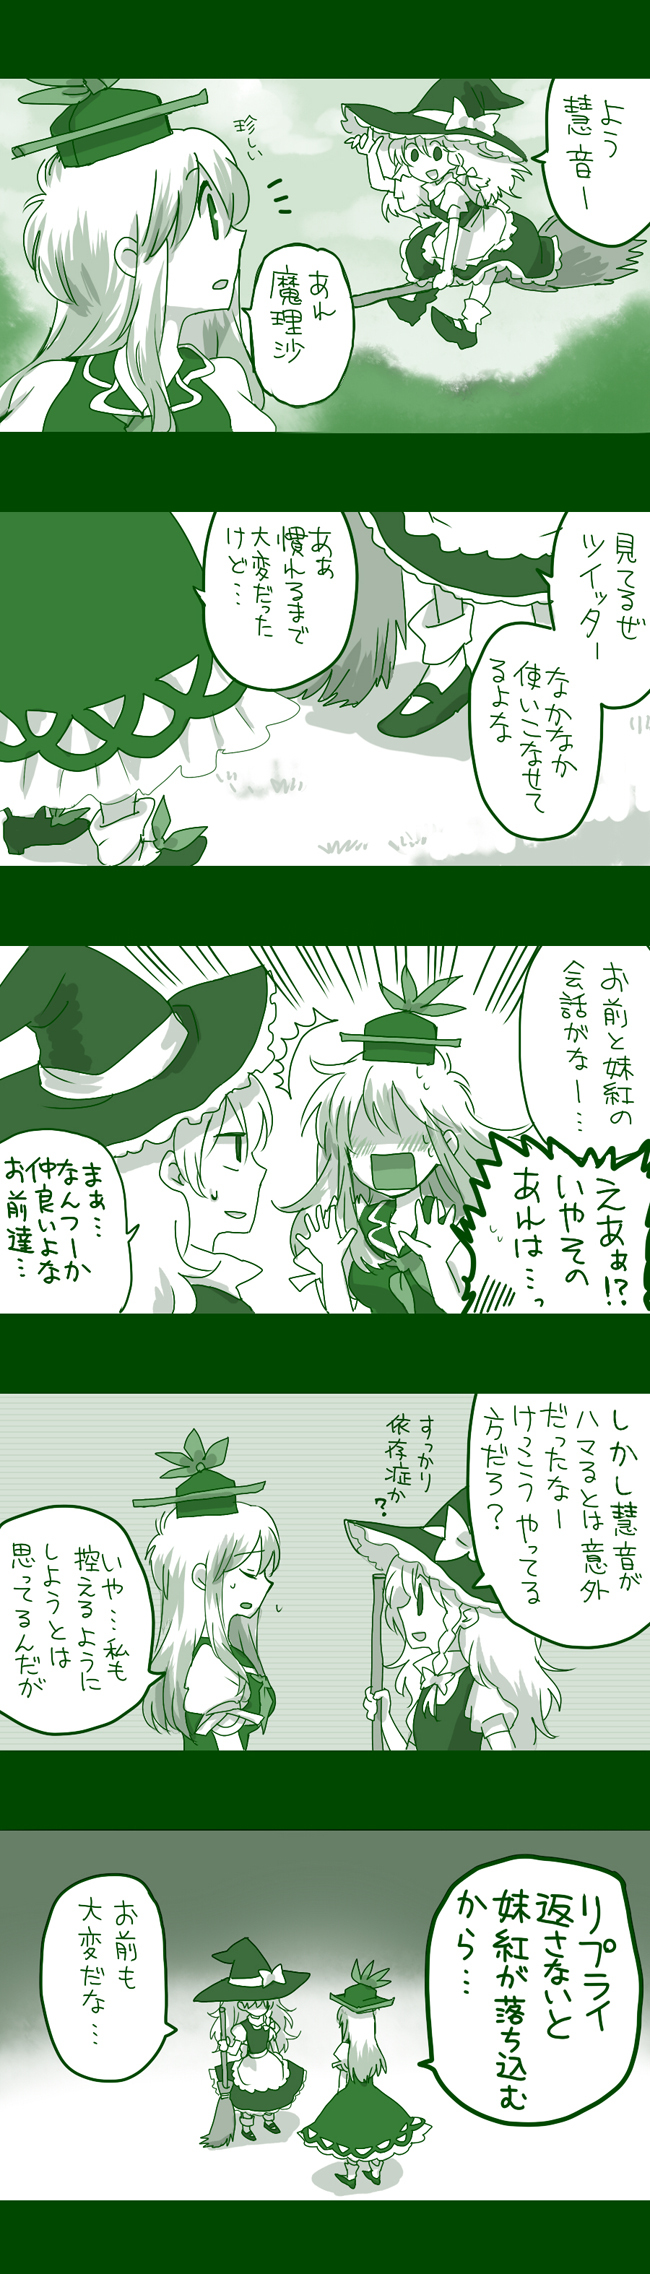 よう
慧音ー
珍しい
あれ
魔理沙
見てるぜ
ツイッター
なかなか
使いこなせて
るよな
あぁ
慣れるまで
大変だった
けど…
お前と妹紅の
会話がなー…
えあぁ!?
いやその
あれは…っ
まぁ…
なんつーか
仲良いよな
お前達…
しかし慧音が
ハマるとは意外
だったなー
けっこうやってる
方だろ？
すっかり
依存症か
？
いや…私も
控えるように
しようとは
思ってるんだが
リプライ
返さないと
妹紅が落ち込む
から…
お前も
大変だな…